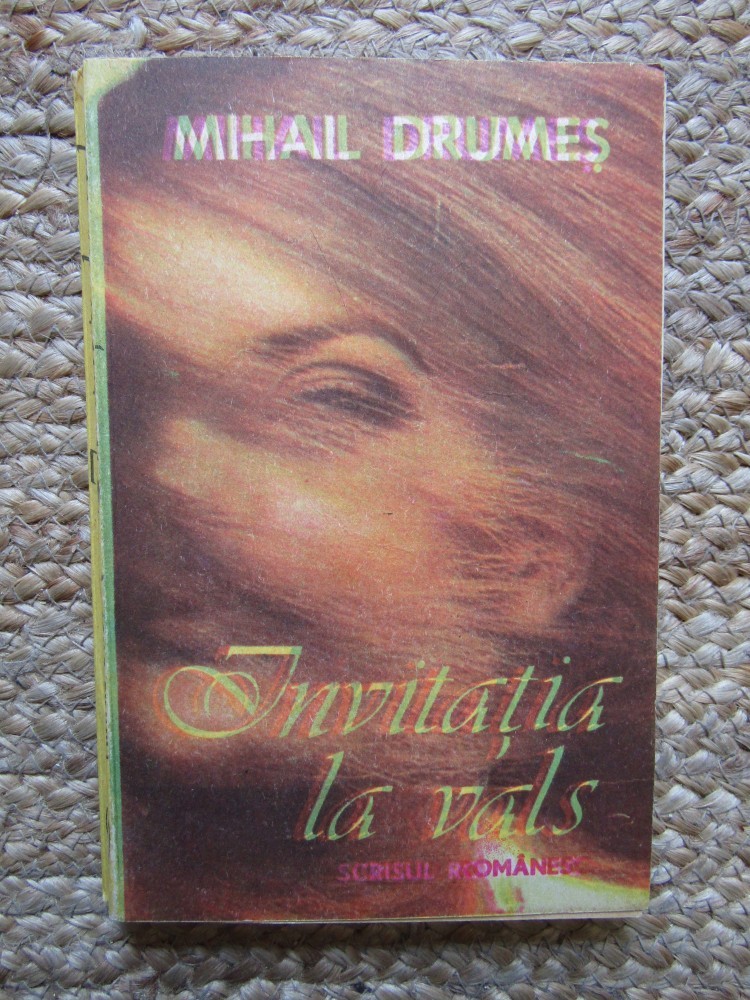 MIHAIL DRUMEȘ
Invitația
la vals
SCRISUL ROMÂNESC